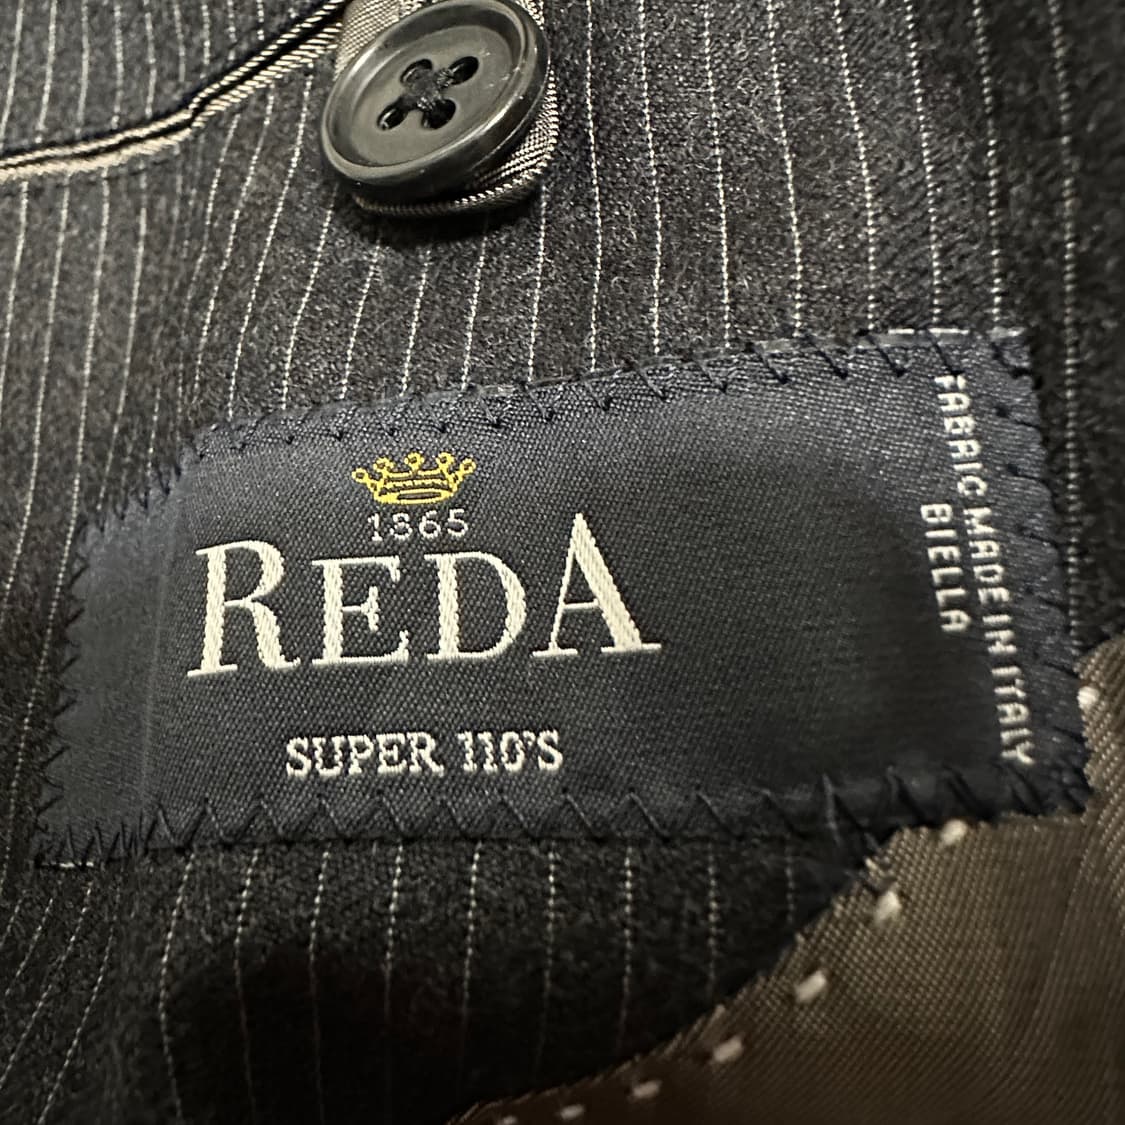 1865
REDA
SUPER 110'S
FABRIC MADE IN ITALY
BIELLA